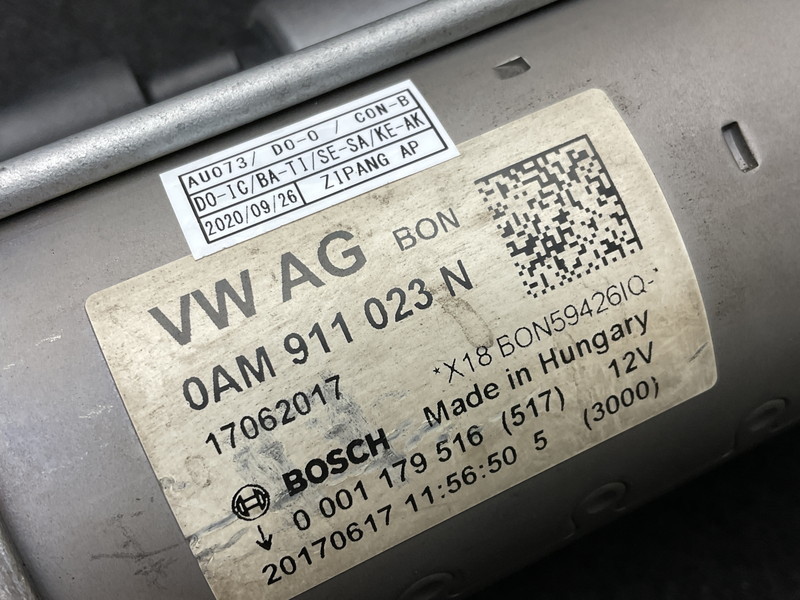 AU073/ DO-O / CON-B
DO-IC/BA-TI/SE-SA/KE-AK
2020/09/26 ZIPANG AP
VW AG BON
0AM 911 023 N
*X18 BON59426IQ-*
17062017
Made in Hungary
BOSCH
12V
0 001 179 516 (517)
(3000)
20170617 11:56:50 5